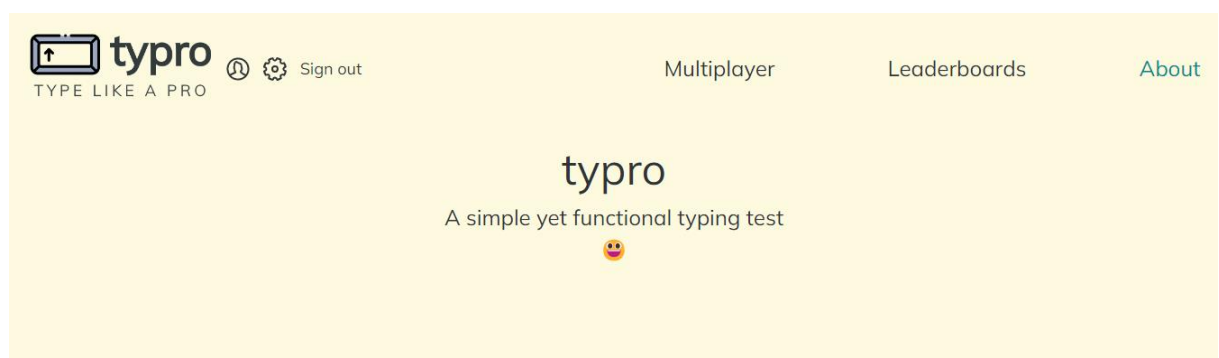 typro
TYPE LIKE A PRO
Sign out
Multiplayer
Leaderboards
About
typro
A simple yet functional typing test